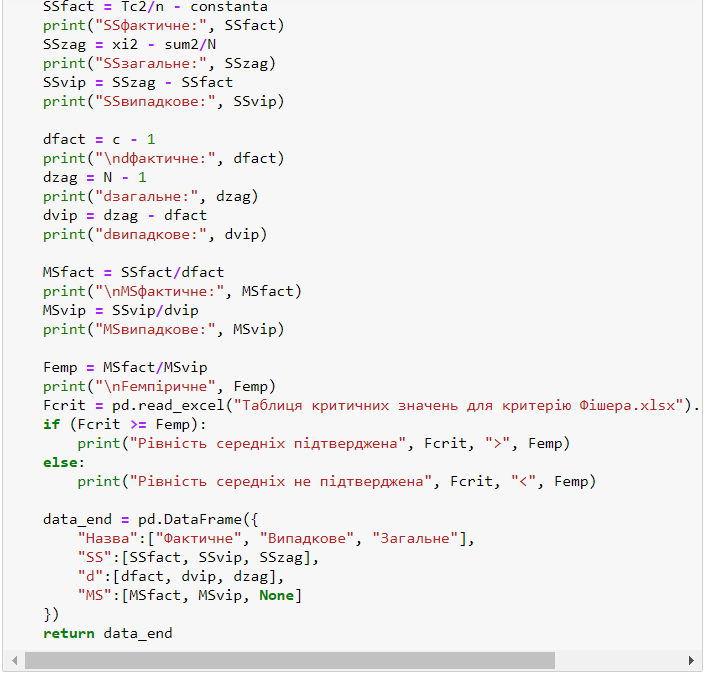 SSfact = Tc2/n - constanta
print("SSфактичне:", SSfact)
SSzag = xi2 - sum2/N
print("SSзагальне:", SSzag)
SSvip = SSzag - SSfact
print("SSвипадкове:", SSvip)
dfact = c - 1
print("\ndфактичне:", dfact)
dzag = N - 1
print("dзагальне:", dzag)
dvip = dzag - dfact
print("dвипадкове:", dvip)
MSfact = SSfact/dfact
print("\nMSфактичне:", MSfact)
MSvip = SSvip/dvip
print("MSвипадкове:", MSvip)
Femp = MSfact/MSvip
print("\nFемпіричне", Femp)
Fcrit = pd.read_excel("Таблиця критичних значень для критерію Фішера.xlsx").
if (Fcrit >= Femp):
print("Рівність середніх підтверджена", Fcrit, ">", Femp)
else:
print("Рівність середніх не підтверджена", Fcrit, "<", Femp)
data_end = pd.DataFrame({
"Назва":["Фактичне", "Випадкове", "Загальне"],
"SS":[SSfact, SSvip, SSzag],
"d":[dfact, dvip, dzag],
"MS":[MSfact, MSvip, None]
})
return data_end